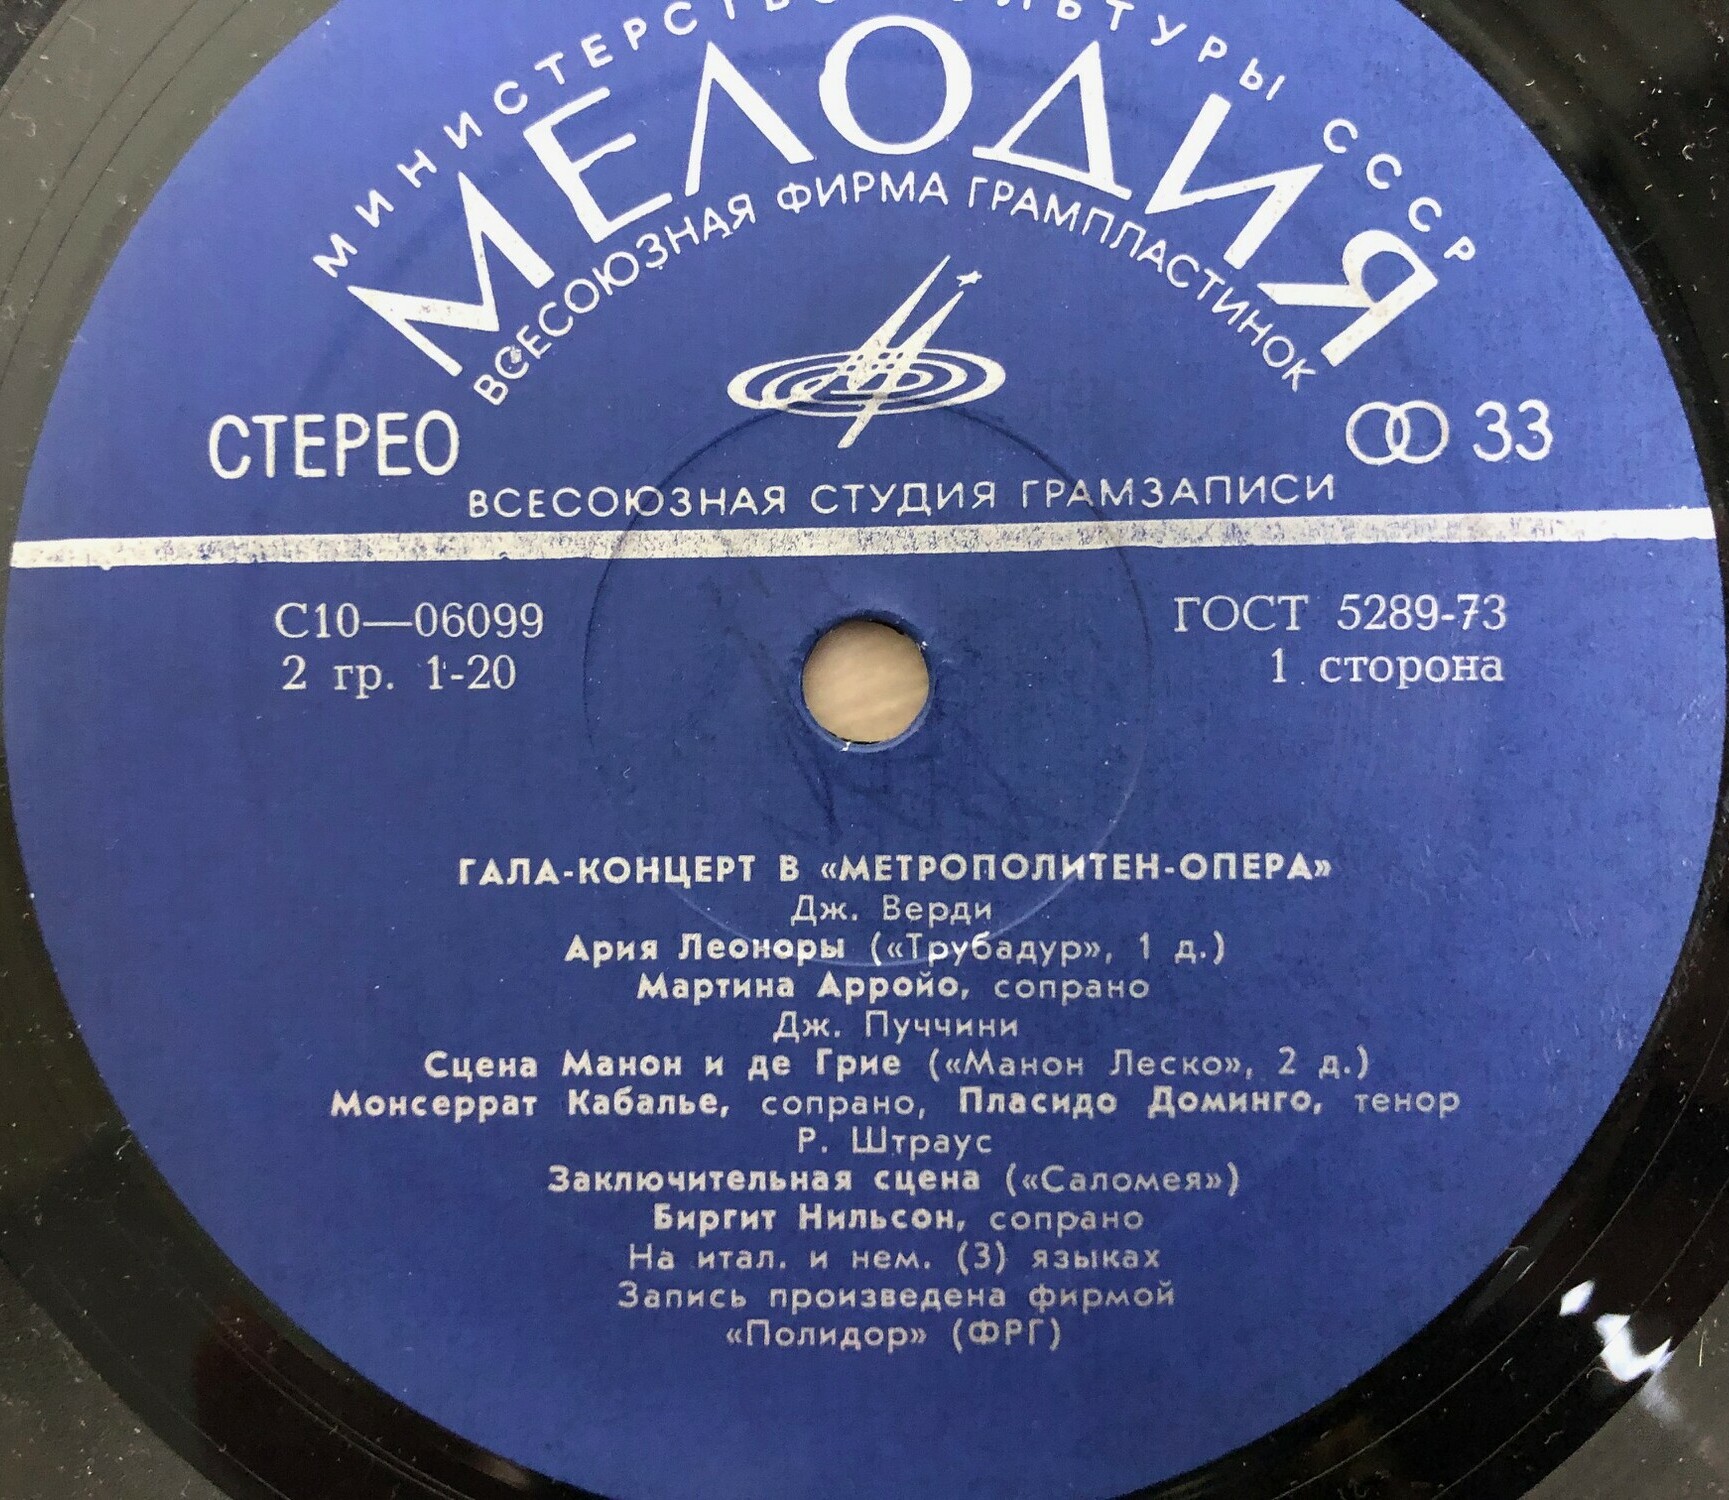 МИНИСТЕРСТВО КУЛЬТУРЫ СССР
МЕЛОДИЯ
ВСЕСОЮЗНАЯ ФИРМА ГРАМПЛАСТИНОК
СТЕРЕО
33
ВСЕСОЮЗНАЯ СТУДИЯ ГРАМЗАПИСИ
С10—06099
2 гр. 1-20
ГОСТ 5289-73
1 сторона
ГАЛА-КОНЦЕРТ В «МЕТРОПОЛИТЕН-ОПЕРА»
Дж. Верди
Ария Леоноры («Трубадур», 1 д.)
Мартина Арройо, сопрано
Дж. Пуччини
Сцена Манон и де Грие («Манон Леско», 2 д.)
Монсеррат Кабалье, сопрано, Пласидо Доминго, тенор
Р. Штраус
Заключительная сцена («Саломея»)
Биргит Нильсон, сопрано
На итал. и нем. (3) языках
Запись произведена фирмой
«Полидор» (ФРГ)